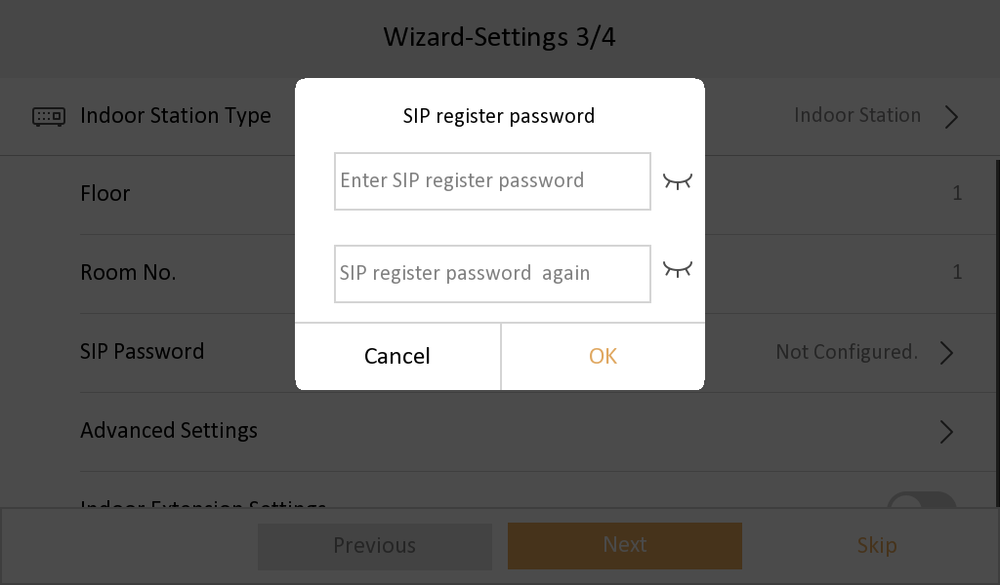 Wizard-Settings 3/4
Indoor Station Type
Indoor Station
Floor
1
Room No.
1
SIP Password
Not Configured.
Advanced Settings
Indoor Extension Settings
SIP register password
Enter SIP register password
SIP register password  again
Cancel
OK
Previous
Next
Skip